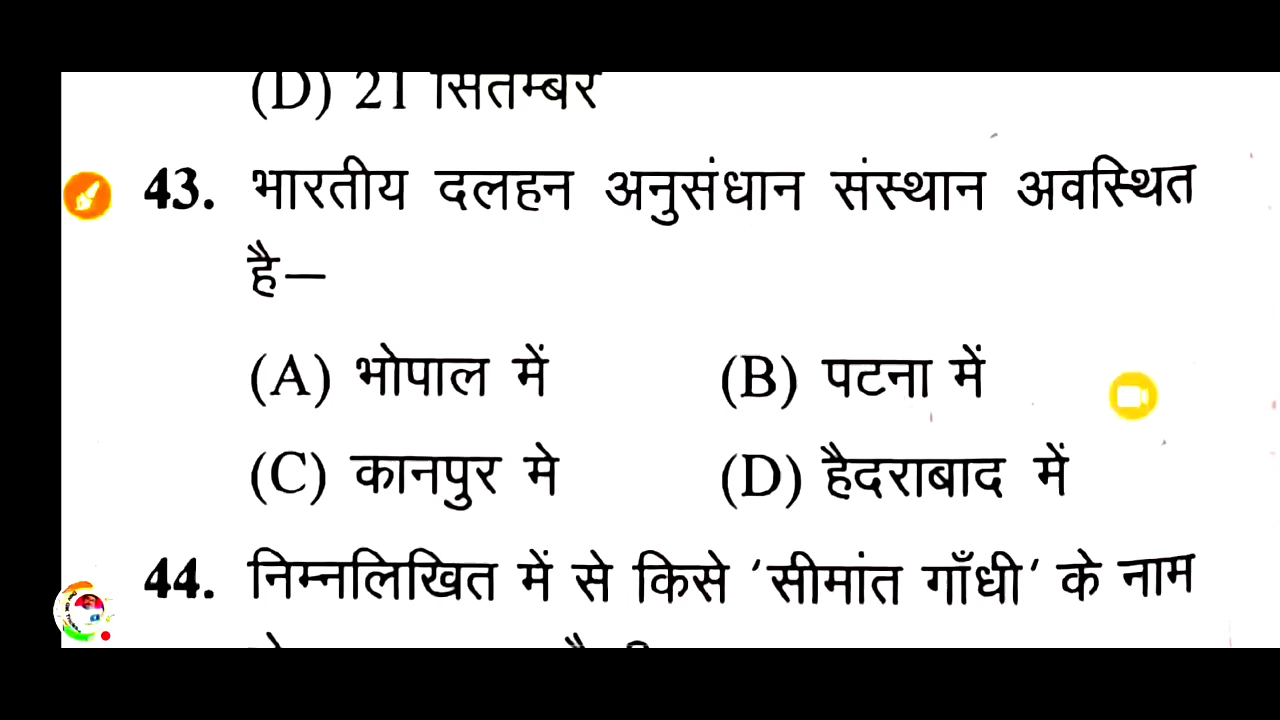 (D) 21 सितम्बर
43. भारतीय दलहन अनुसंधान संस्थान अवस्थित
है—
(A) भोपाल में (B) पटना में
(C) कानपुर मे (D) हैदराबाद में
44. निम्नलिखित में से किसे ′सीमांत गाँधी′ के नाम